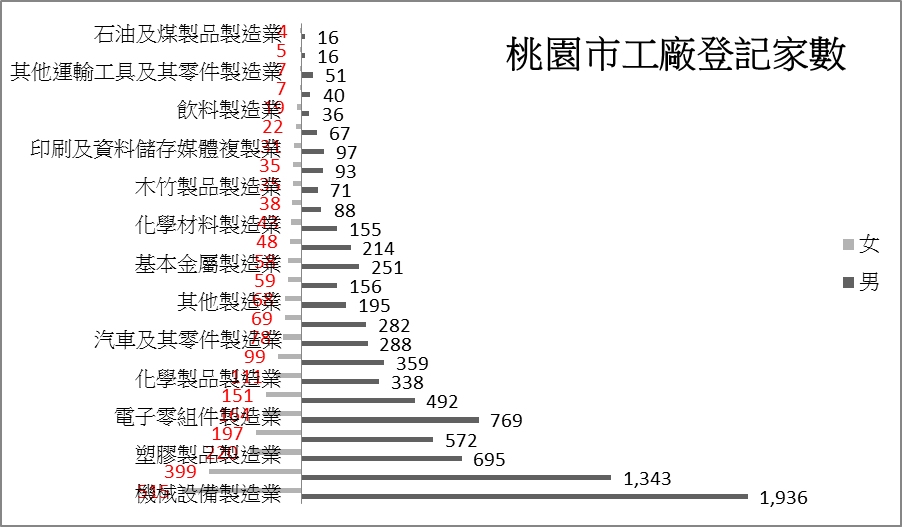 桃園市工廠登記家數
石油及煤製品製造業 4 16
5 16
其他運輸工具及其零件製造業 7 51
7 40
飲料製造業 36
22 67
印刷及資料儲存媒體複製業 97
35 93
木竹製品製造業 71
38 88
化學材料製造業 155
48 214
基本金屬製造業 251
59 156
其他製造業 195
69 282
汽車及其零件製造業 288
99 359
化學製品製造業 111 338
151 492
電子零組件製造業 769
197 572
塑膠製品製造業 220 695
399 1,343
機械設備製造業 1,936
女
男